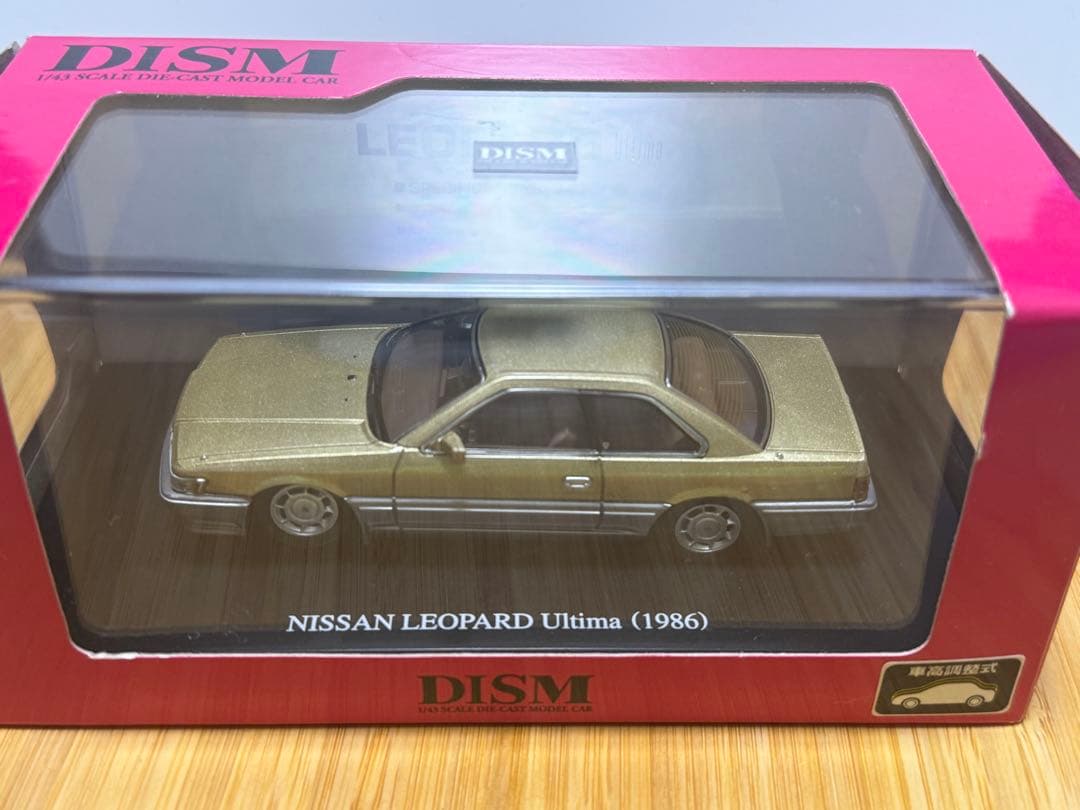 DISM
1/43 SCALE DIE-CAST MODEL CAR
DISM
NISSAN LEOPARD Ultima (1986)
DISM
1/43 SCALE DIE-CAST MODEL CAR
車高調整式